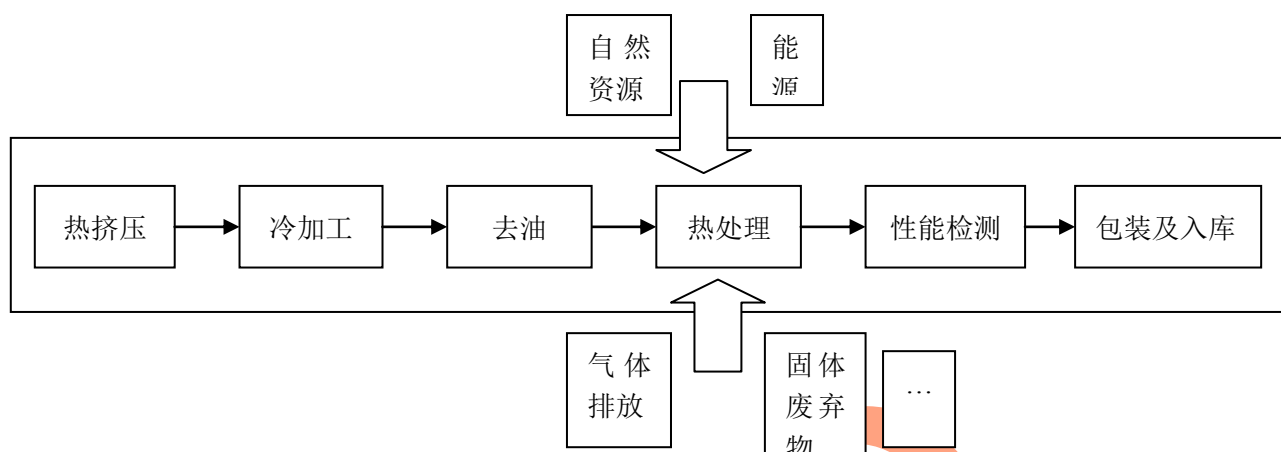 自然
资源
能
源
热挤压
冷加工
去油
热处理
性能检测
包装及入库
气体
排放
固体
废弃
物
…